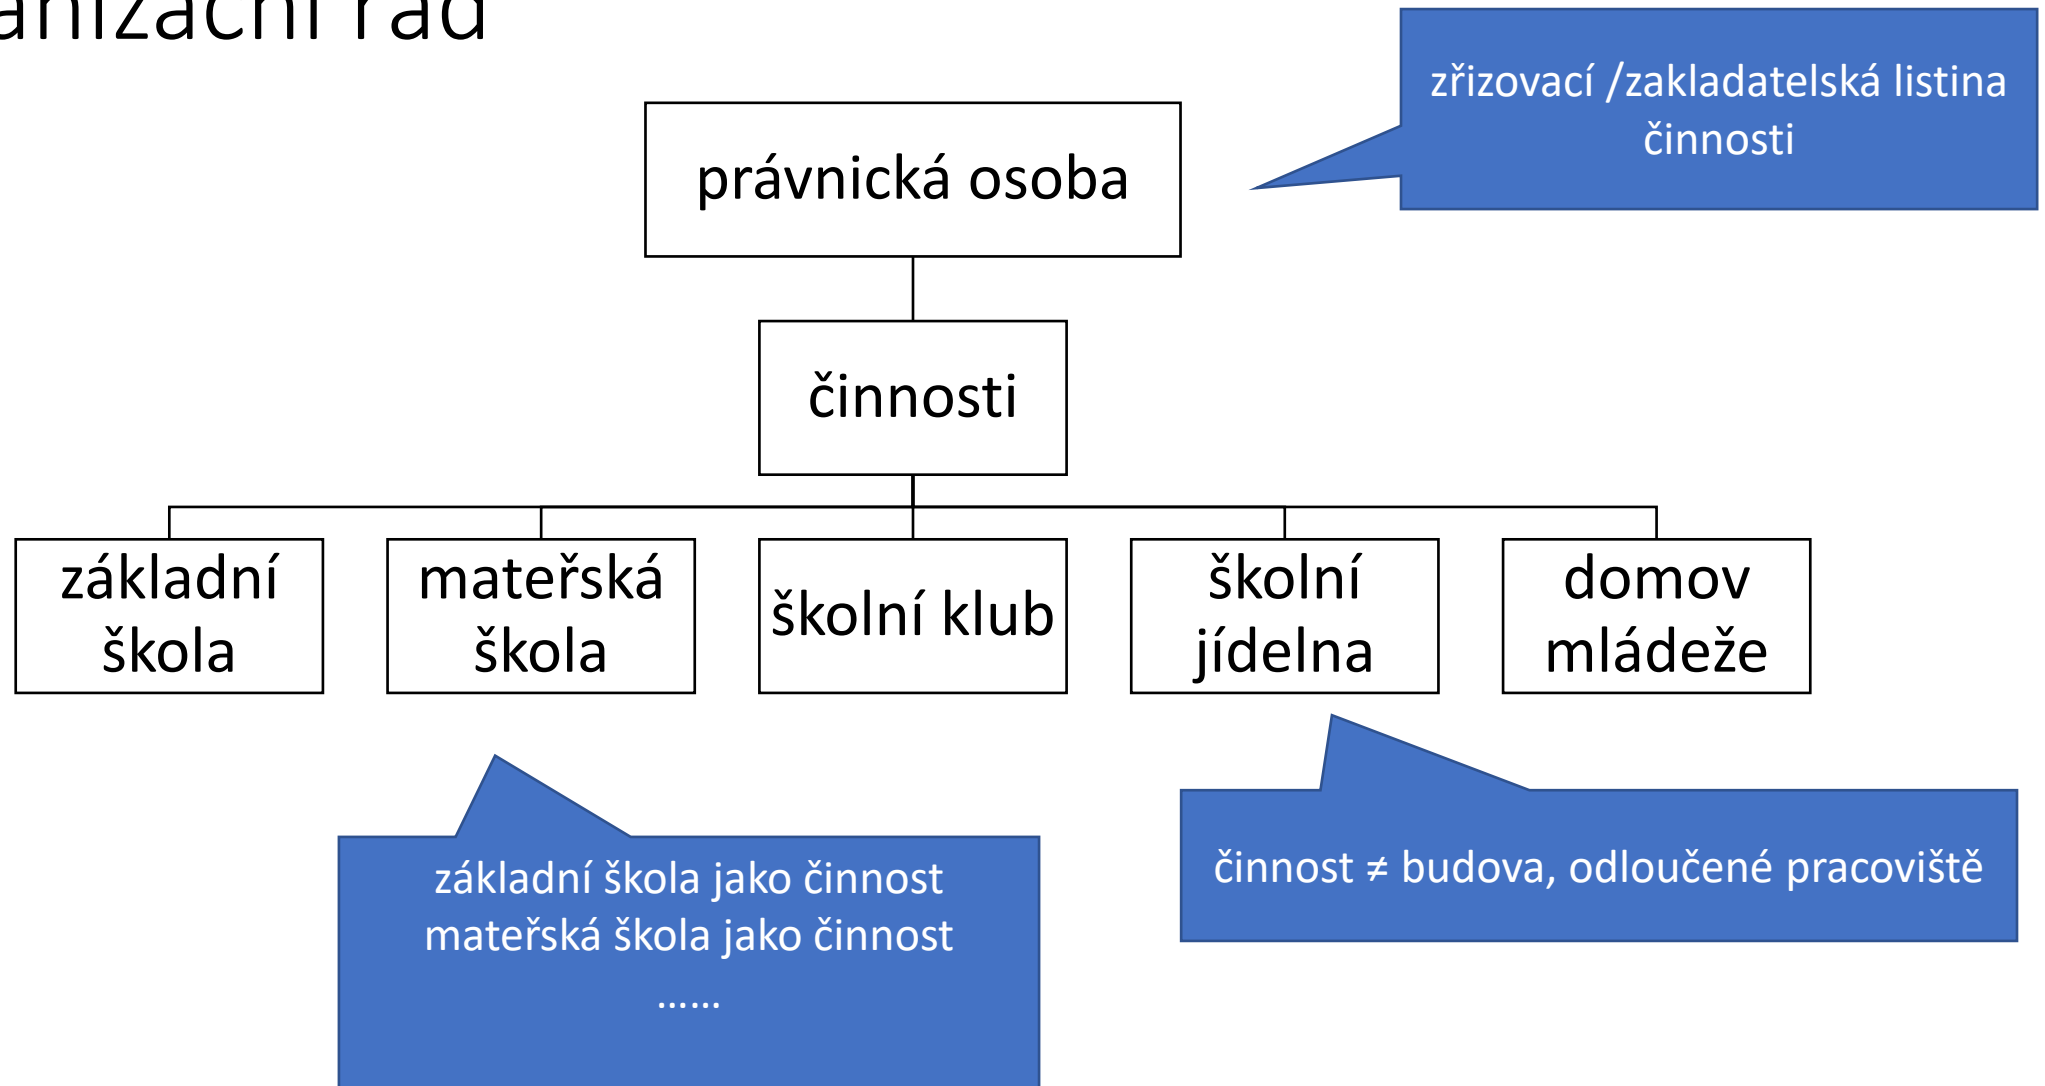 anizační řád
zřizovací /zakladatelská listina
činnosti
právnická osoba
činnosti
základní
škola
mateřská
škola
školní klub
školní
jídelna
domov
mládeže
základní škola jako činnost
mateřská škola jako činnost
......
činnost ≠ budova, odloučené pracoviště